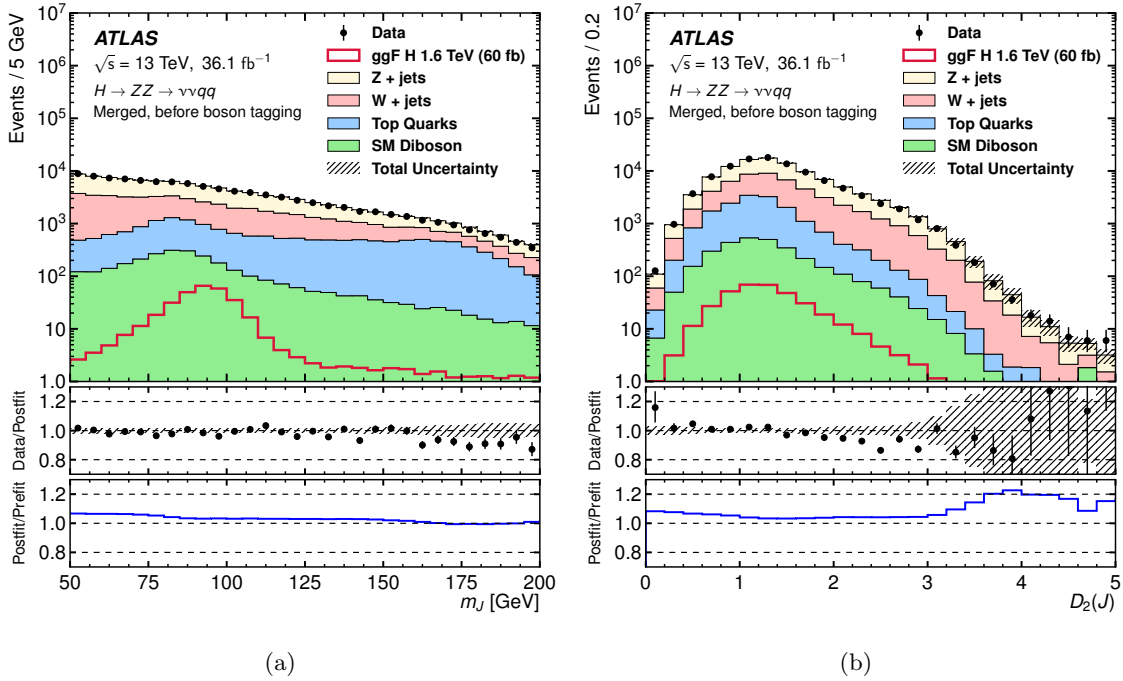 ATLAS
√s = 13 TeV, 36.1 fb⁻¹
H → ZZ → ννqq
Merged, before boson tagging
Data
ggF H 1.6 TeV (60 fb)
Z + jets
W + jets
Top Quarks
SM Diboson
Total Uncertainty
Events / 5 GeV
10⁷
10⁶
10⁵
10⁴
10³
10²
10
1.0
Data/Postfit
1.2
1.0
0.8
Postfit/Prefit
1.2
1.0
0.8
50 75 100 125 150 175 200
m_J [GeV]
(a)
ATLAS
√s = 13 TeV, 36.1 fb⁻¹
H → ZZ → ννqq
Merged, before boson tagging
Data
ggF H 1.6 TeV (60 fb)
Z + jets
W + jets
Top Quarks
SM Diboson
Total Uncertainty
Events / 0.2
10⁷
10⁶
10⁵
10⁴
10³
10²
10
1.0
Data/Postfit
1.2
1.0
0.8
Postfit/Prefit
1.2
1.0
0.8
0 1 2 3 4 5
D₂(J)
(b)